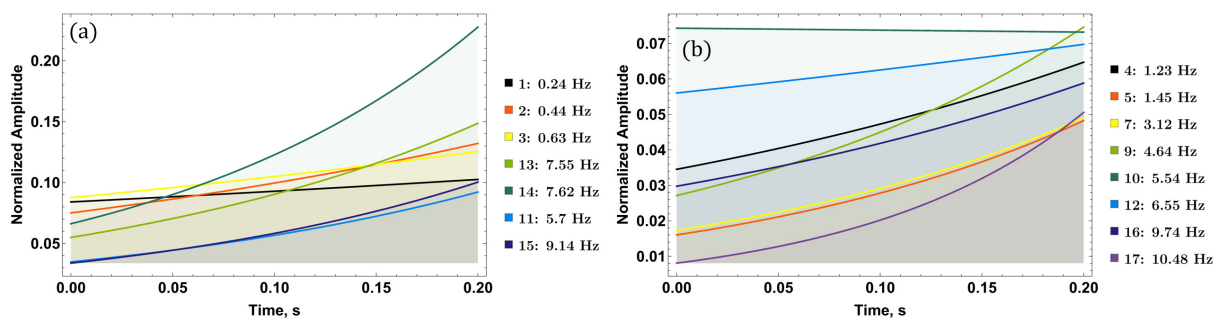 (a)
Normalized Amplitude
0.20
0.15
0.10
0.05
0.00
0.05
0.10
0.15
0.20
Time, s
1: 0.24 Hz
2: 0.44 Hz
3: 0.63 Hz
13: 7.55 Hz
14: 7.62 Hz
11: 5.7 Hz
15: 9.14 Hz
(b)
Normalized Amplitude
0.07
0.06
0.05
0.04
0.03
0.02
0.01
0.00
0.05
0.10
0.15
0.20
Time, s
4: 1.23 Hz
5: 1.45 Hz
7: 3.12 Hz
9: 4.64 Hz
10: 5.54 Hz
12: 6.55 Hz
16: 9.74 Hz
17: 10.48 Hz